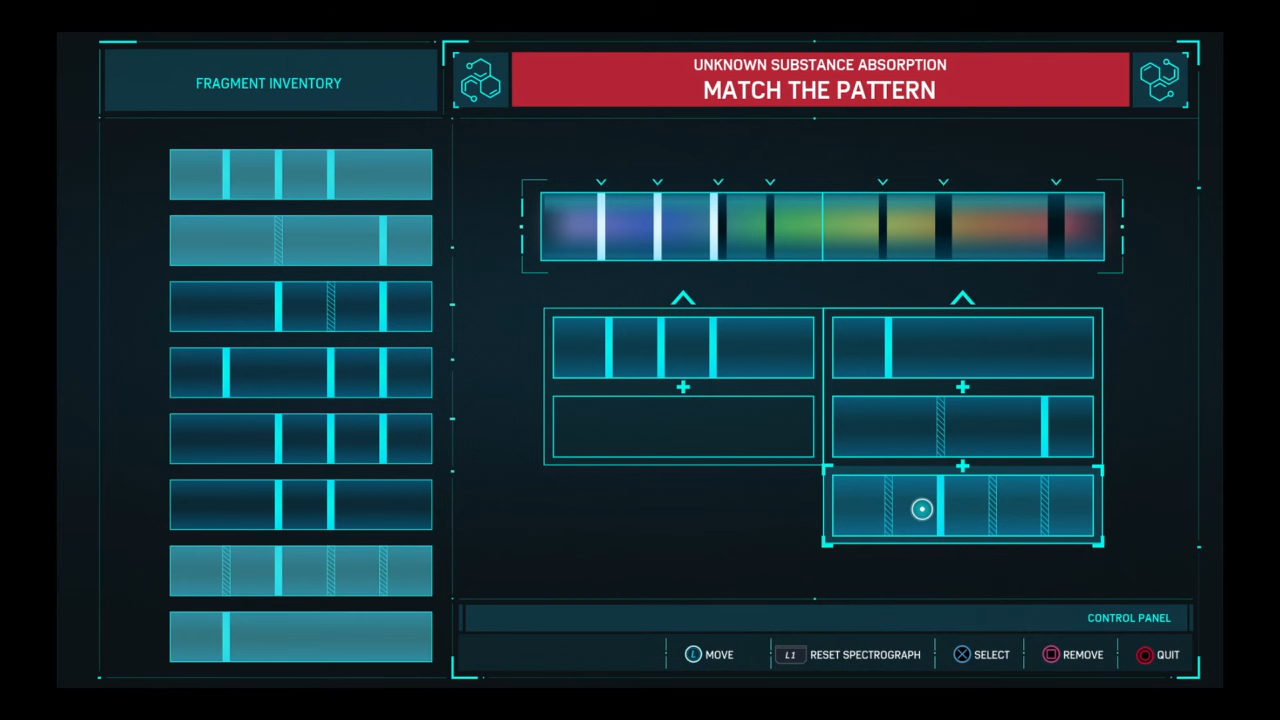 FRAGMENT INVENTORY
UNKNOWN SUBSTANCE ABSORPTION
MATCH THE PATTERN
CONTROL PANEL
L MOVE
L1 RESET SPECTROGRAPH
SELECT
REMOVE
QUIT